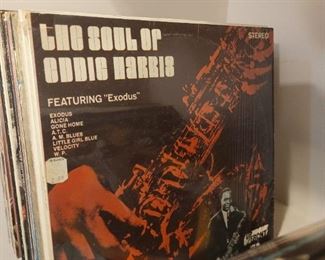 the soul of
STEREO
eddie harris
FEATURING "Exodus"
EXODUS
ALICIA
GONE HOME
A.T.C.
A. M. BLUES
LITTLE GIRL BLUE
VELOCITY
W. P.